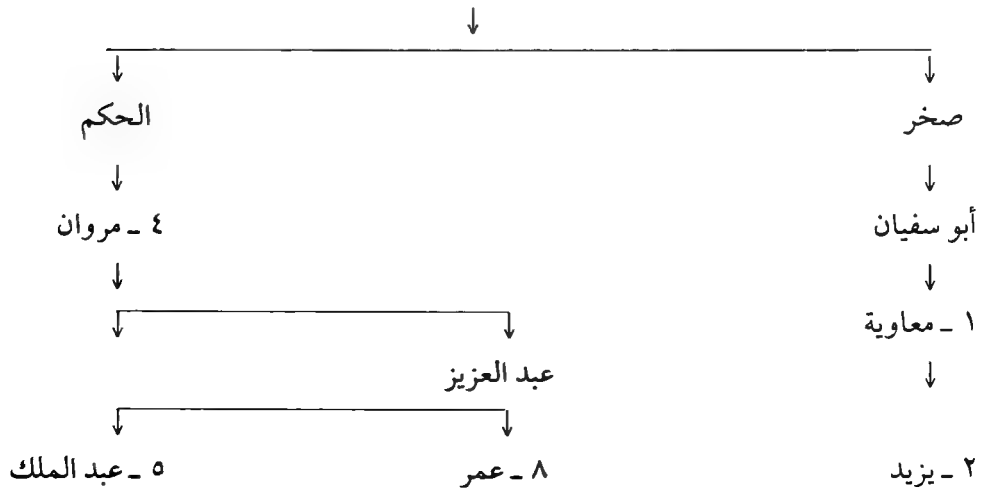 صخر الحكم
أبو سفيان ٤ ـ مروان
١ ـ معاوية
عبد العزيز
٢ ـ يزيد ٨ ـ عمر ٥ ـ عبد الملك